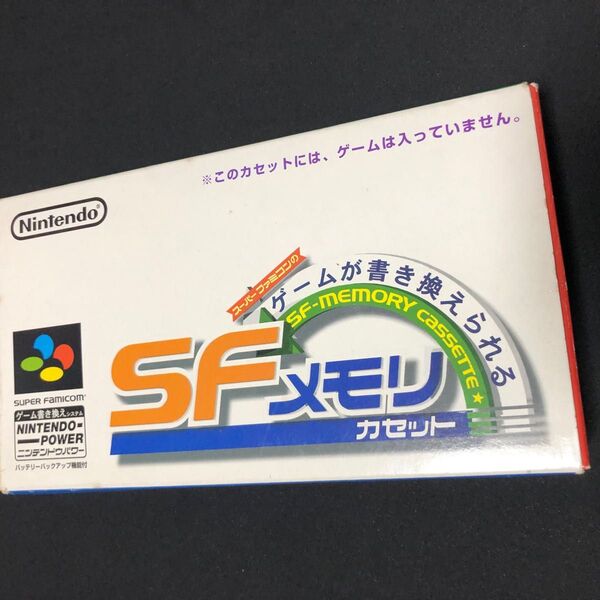 ※このカセットには、ゲームは入っていません。
Nintendo®
スーパーファミコンの
ゲームが書き換えられる
SF-MEMORY CASSETTE★
SFメモリ
カセット
SUPER FAMICOM
ゲーム書き換えシステム
NINTENDO
POWER
ニンテンドウパワー
バッテリーバックアップ機能付